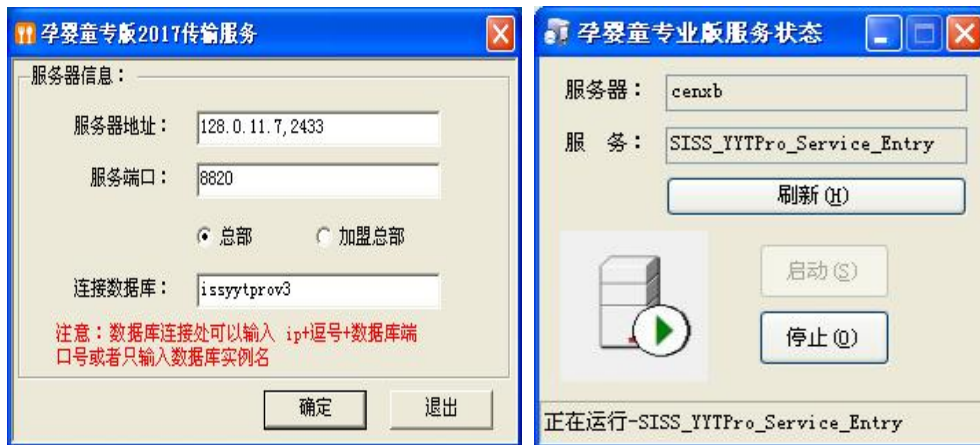 孕婴童专版2017传输服务
服务器信息：
服务器地址： 128.0.11.7,2433
服务端口： 8820
总部 加盟总部
连接数据库： issyytprov3
注意：数据库连接处可以输入 ip+逗号+数据库端
口号或者只输入数据库实例名
确定 退出
孕婴童专业版服务状态
服务器： cenxb
服 务： SISS_YYTPro_Service_Entry
刷新(H)
启动(S)
停止(O)
正在运行-SISS_YYTPro_Service_Entry